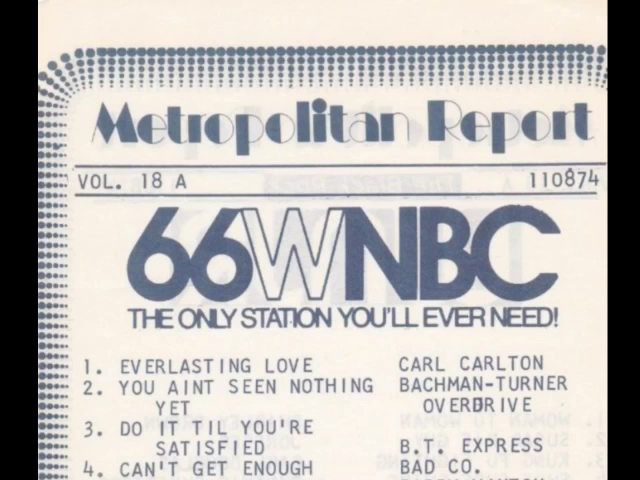 Metropolitan Report
VOL. 18 A 110874
66WNBC
THE ONLY STATION YOU'LL EVER NEED!
1. EVERLASTING LOVE CARL CARLTON
2. YOU AINT SEEN NOTHING BACHMAN-TURNER
YET OVERDRIVE
3. DO IT TIL YOU'RE
SATISFIED B.T. EXPRESS
4. CAN'T GET ENOUGH BAD CO.